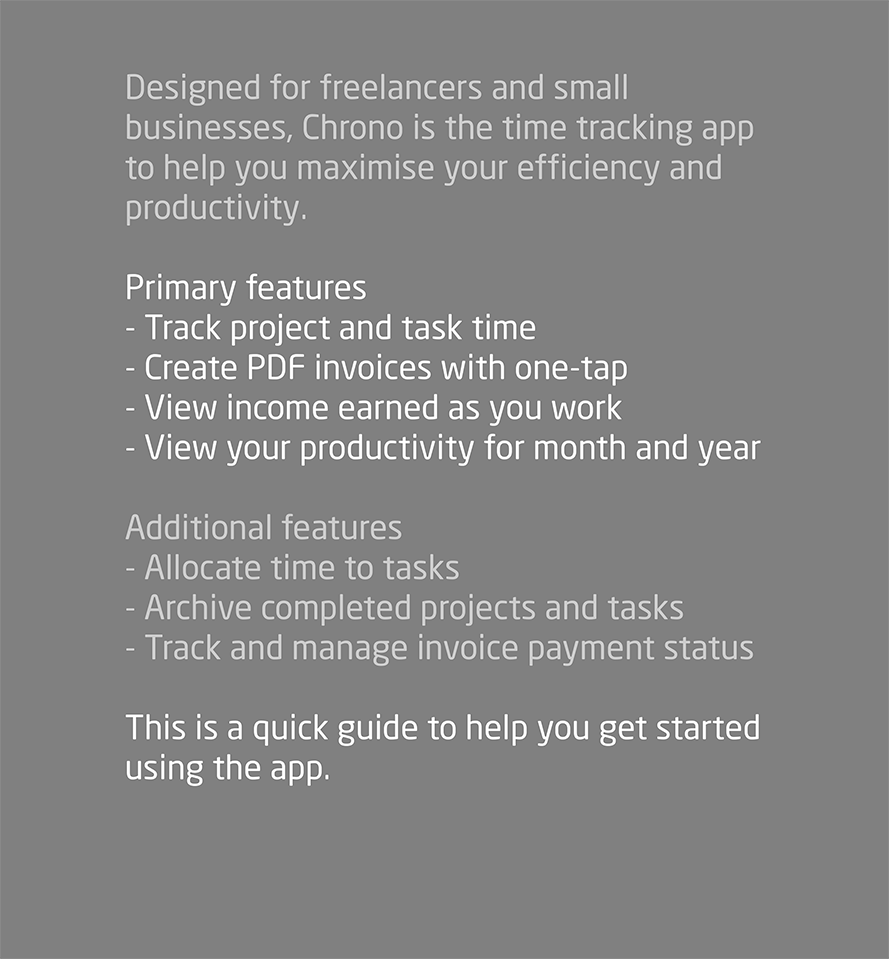 Designed for freelancers and small
businesses, Chrono is the time tracking app
to help you maximise your efficiency and
productivity.
Primary features
- Track project and task time
- Create PDF invoices with one-tap
- View income earned as you work
- View your productivity for month and year
Additional features
- Allocate time to tasks
- Archive completed projects and tasks
- Track and manage invoice payment status
This is a quick guide to help you get started
using the app.